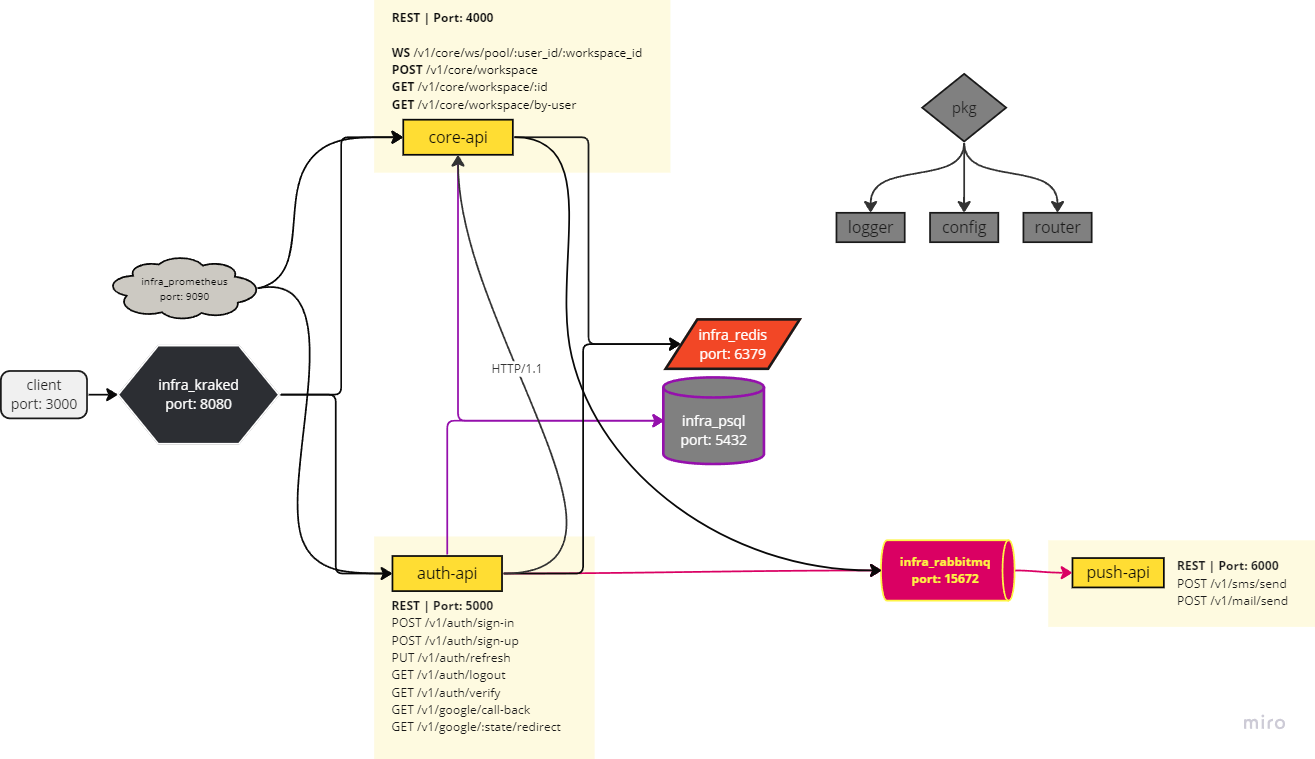 REST | Port: 4000
WS /v1/core/ws/pool/:user_id/:workspace_id
POST /v1/core/workspace
GET /v1/core/workspace/:id
GET /v1/core/workspace/by-user
core-api
pkg
logger
config
router
infra_prometheus
port: 9090
client
port: 3000
infra_kraked
port: 8080
HTTP/1.1
infra_redis
port: 6379
infra_psql
port: 5432
auth-api
REST | Port: 5000
POST /v1/auth/sign-in
POST /v1/auth/sign-up
PUT /v1/auth/refresh
GET /v1/auth/logout
GET /v1/auth/verify
GET /v1/google/call-back
GET /v1/google/:state/redirect
infra_rabbitmq
port: 15672
push-api
REST | Port: 6000
POST /v1/sms/send
POST /v1/mail/send
miro